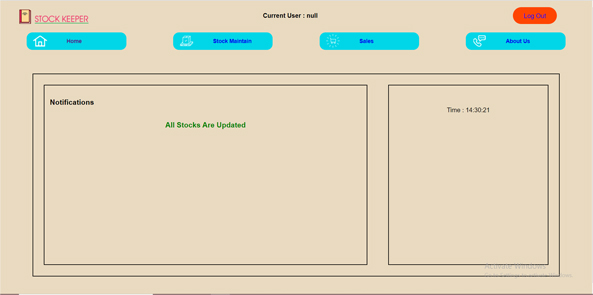 STOCK KEEPER
Current User : null
Log Out
Home
Stock Maintain
Sales
About Us
Notifications
All Stocks Are Updated
Time : 14:30:21
Activate Windows